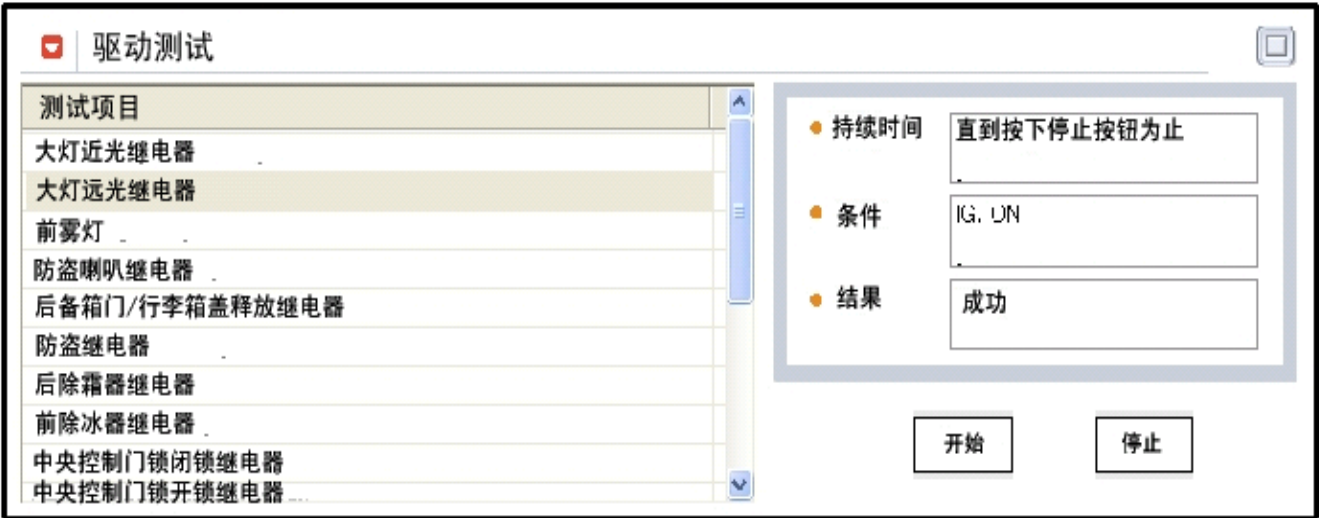 驱动测试
测试项目
大灯近光继电器
大灯远光继电器
前雾灯
防盗喇叭继电器
后备箱门/行李箱盖释放继电器
防盗继电器
后除霜器继电器
前除冰器继电器
中央控制门锁闭锁继电器
中央控制门锁开锁继电器
持续时间
直到按下停止按钮为止
条件
IG. ON
结果
成功
开始
停止